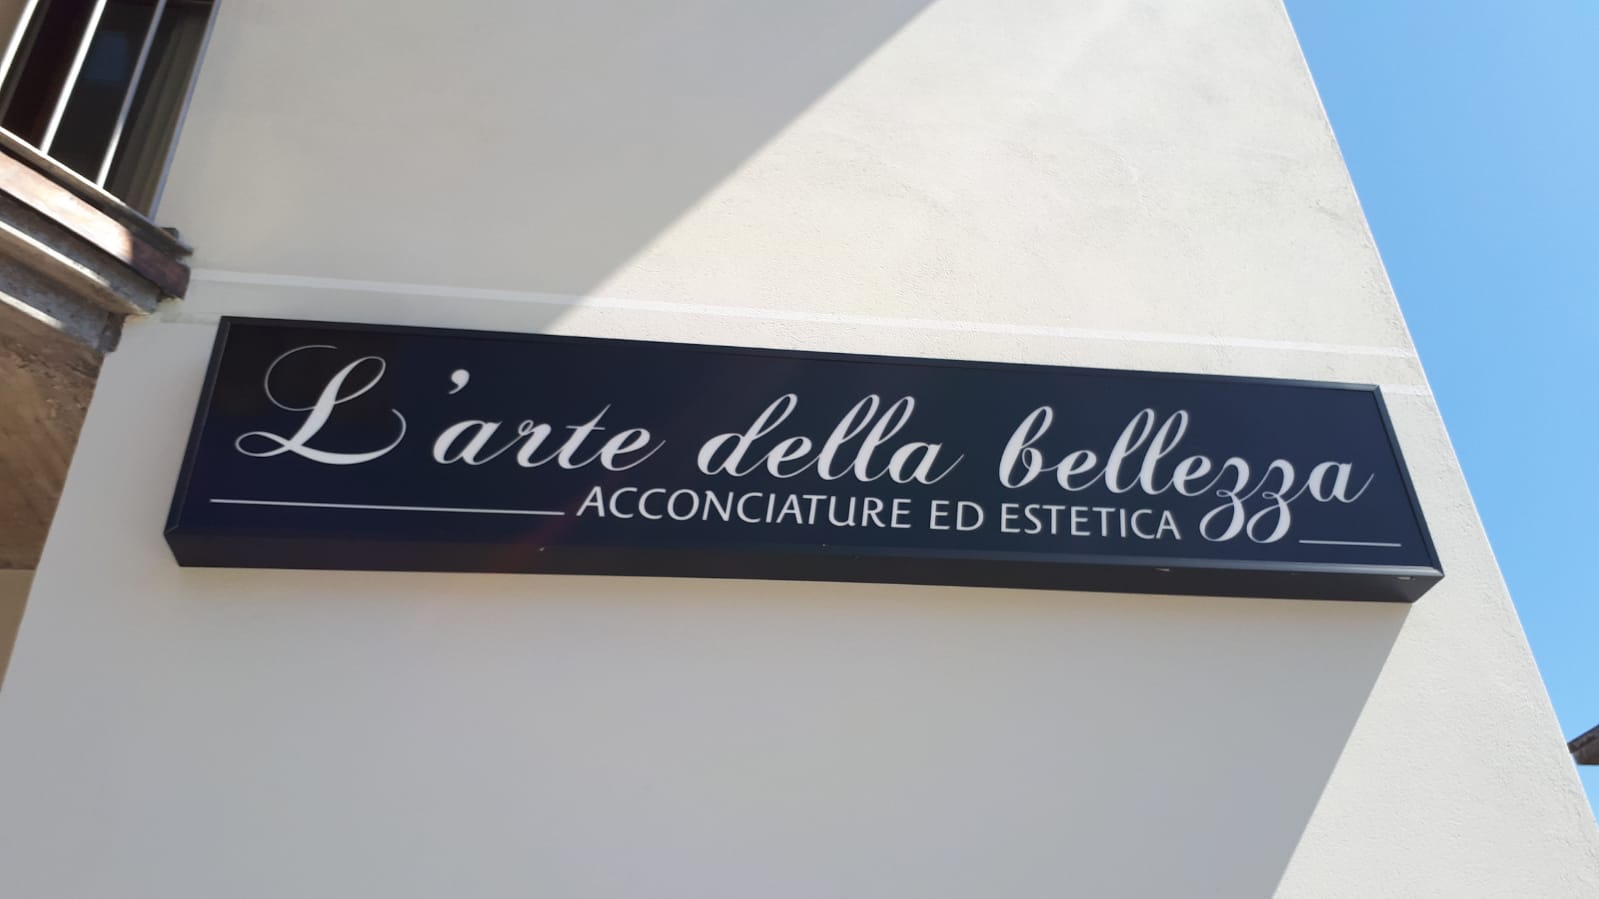 L'arte della bellezza
ACCONCIATURE ED ESTETICA